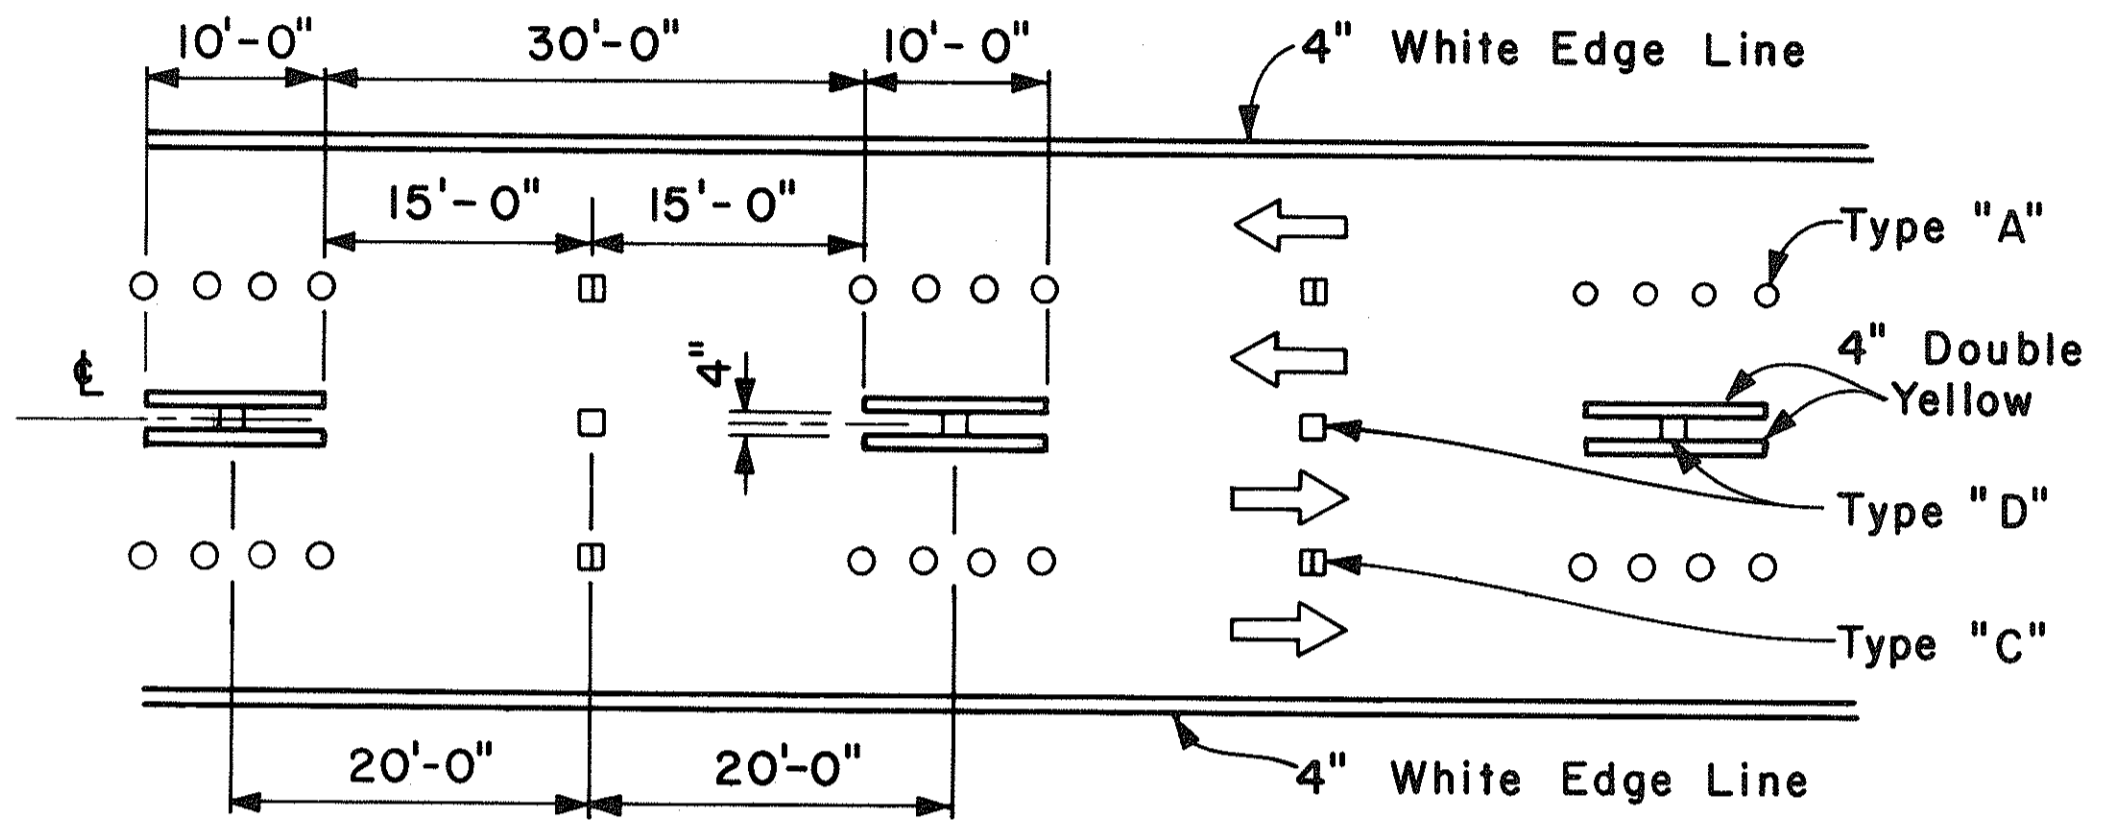 10'-0" 30'-0" 10'-0"
4" White Edge Line
15'-0" 15'-0"
Type "A"
℄
4"
4" Double
Yellow
Type "D"
Type "C"
20'-0" 20'-0"
4" White Edge Line